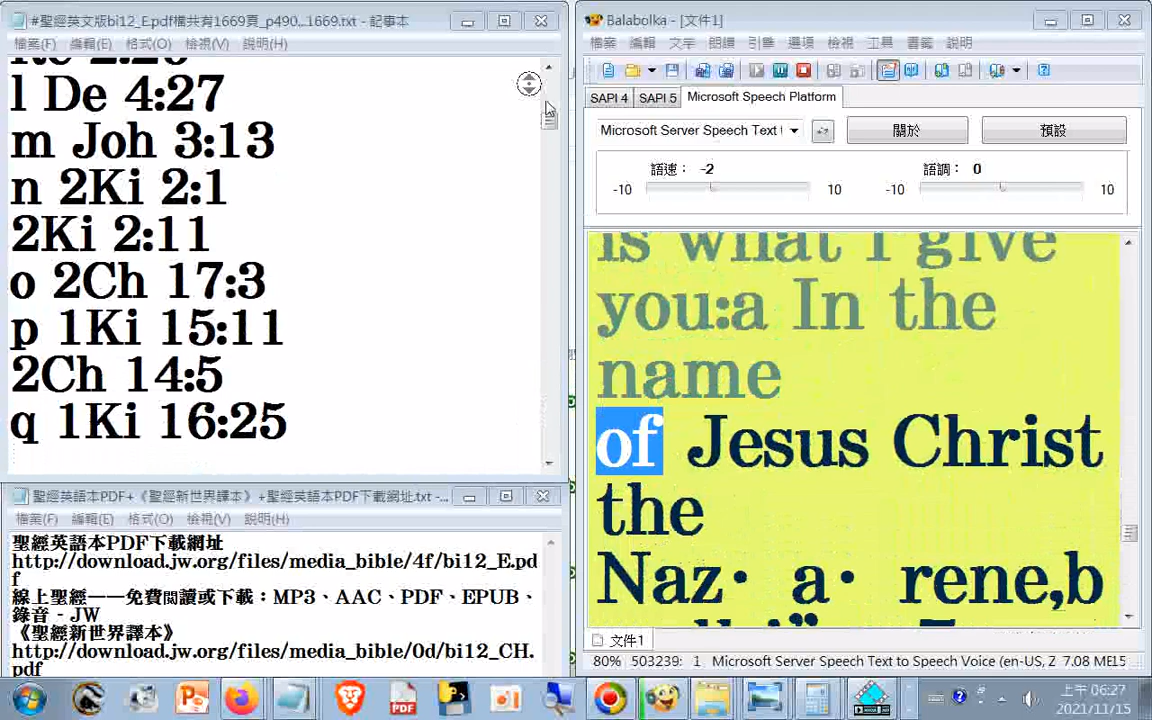 #聖經英文版bi12_E.pdf檔共有1669頁_p490,..1669.txt - 記事本
檔案(F) 編輯(E) 格式(O) 檢視(V) 說明(H)
l De 4:27
m Joh 3:13
n 2Ki 2:1
2Ki 2:11
o 2Ch 17:3
p 1Ki 15:11
2Ch 14:5
q 1Ki 16:25
聖經英語本PDF+《聖經新世界譯本》+聖經英語本PDF下載網址.txt -...
檔案(F) 編輯(E) 格式(O) 檢視(V) 說明(H)
聖經英語本PDF下載網址
http://download.jw.org/files/media_bible/4f/bi12_E.pd
f
線上聖經——免費閱讀或下載：MP3、AAC、PDF、EPUB、
錄音 - JW
《聖經新世界譯本》
http://download.jw.org/files/media_bible/0d/bi12_CH.
pdf
Balabolka - [文件1]
檔案 編輯 文字 朗讀 引擎 選項 檢視 工具 書籤 說明
SAPI 4 SAPI 5 Microsoft Speech Platform
Microsoft Server Speech Text 關於 預設
語速： -2 語調： 0
-10 10 -10 10
is what I give
you:a In the
name
of Jesus Christ
the
Naz· a· rene,b
文件1
80% 503239: 1 Microsoft Server Speech Text to Speech Voice (en-US, Z 7.08 ME15
上午 06:27
2021/11/15